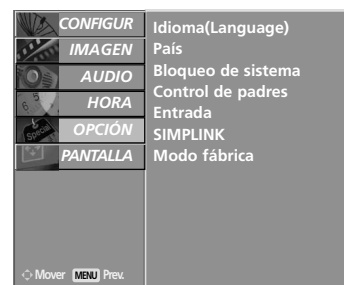 CONFIGUR
IMAGEN
AUDIO
HORA
OPCIÓN
PANTALLA
Idioma(Language)
País
Bloqueo de sistema
Control de padres
Entrada
SIMPLINK
Modo fábrica
Mover MENU Prev.